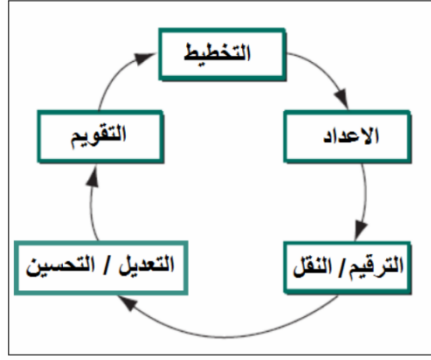 التخطيط
الاعداد
الترقيم / النقل
التعديل / التحسين
التقويم